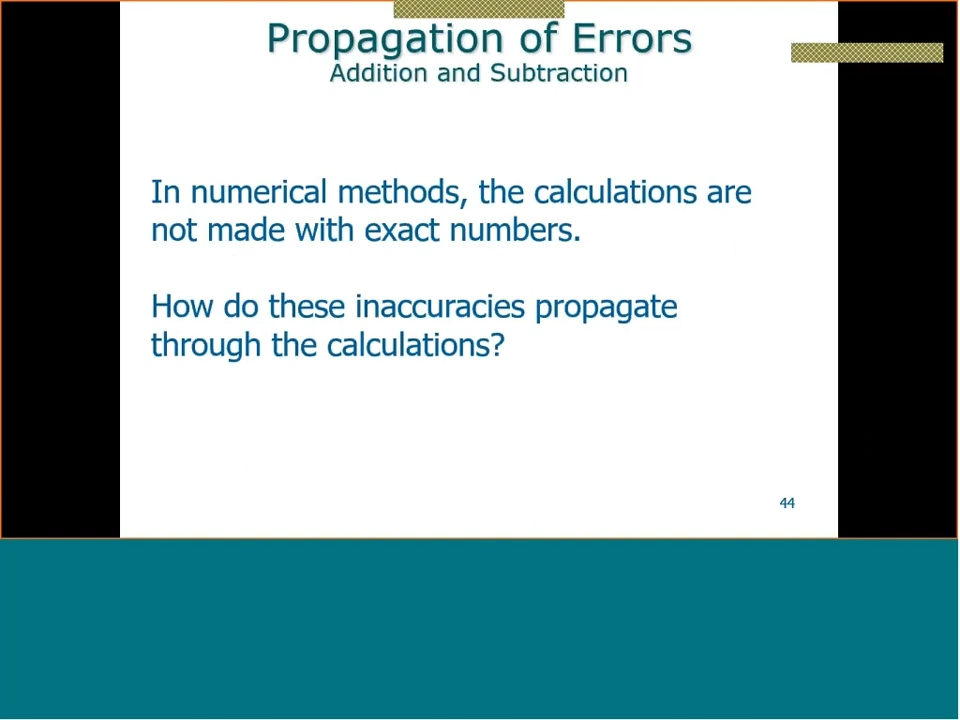 Propagation of Errors
Addition and Subtraction
In numerical methods, the calculations are
not made with exact numbers.
How do these inaccuracies propagate
through the calculations?
44